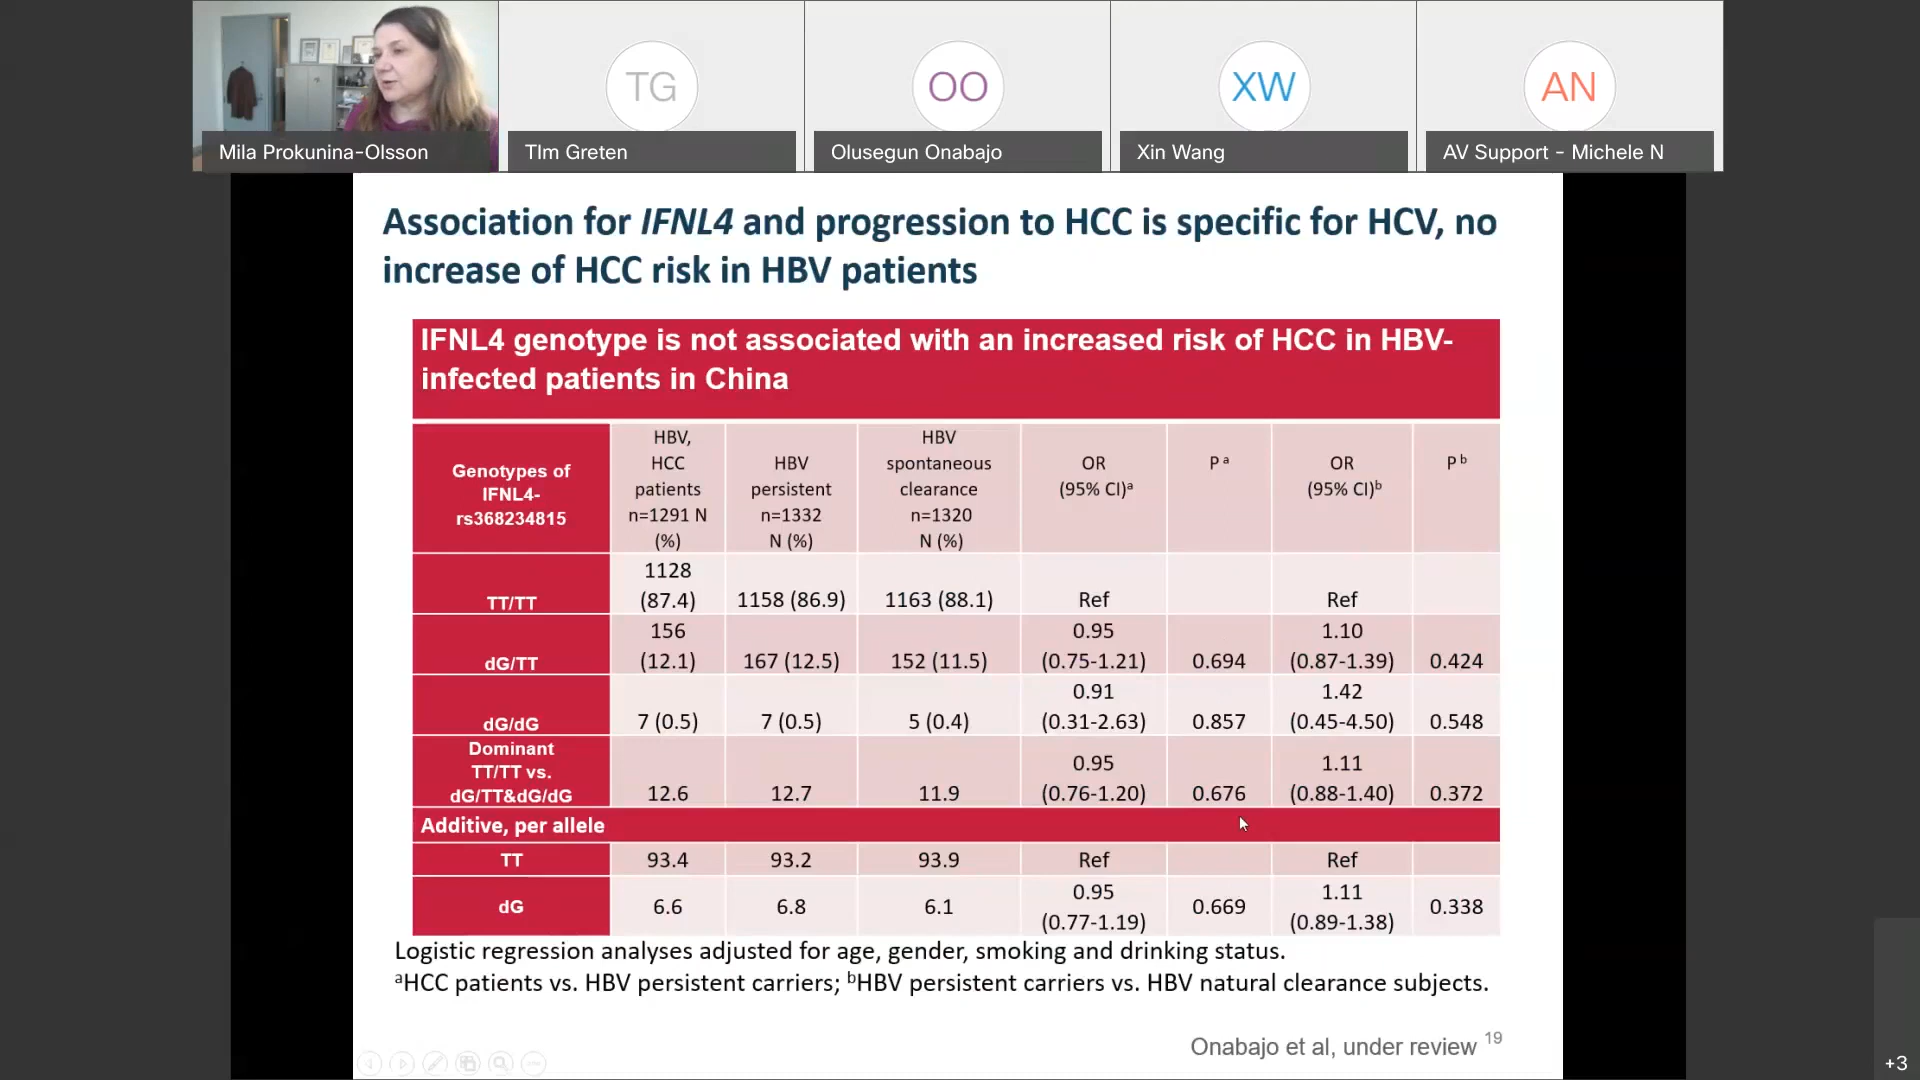 TG
OO
XW
AN
Mila Prokunina-Olsson
TIm Greten
Olusegun Onabajo
Xin Wang
AV Support - Michele N
Association for IFNL4 and progression to HCC is specific for HCV, no
increase of HCC risk in HBV patients
IFNL4 genotype is not associated with an increased risk of HCC in HBV-
infected patients in China
Genotypes of
IFNL4-
rs368234815
HBV,
HCC
patients
n=1291 N
(%)
HBV
persistent
n=1332
N (%)
HBV
spontaneous
clearance
n=1320
N (%)
OR
(95% CI)ᵃ
P ᵃ
OR
(95% CI)ᵇ
P ᵇ
TT/TT
1128
(87.4)
1158 (86.9)
1163 (88.1)
Ref
Ref
dG/TT
156
(12.1)
167 (12.5)
152 (11.5)
0.95
(0.75-1.21)
0.694
1.10
(0.87-1.39)
0.424
dG/dG
7 (0.5)
7 (0.5)
5 (0.4)
0.91
(0.31-2.63)
0.857
1.42
(0.45-4.50)
0.548
Dominant
TT/TT vs.
dG/TT&dG/dG
12.6
12.7
11.9
0.95
(0.76-1.20)
0.676
1.11
(0.88-1.40)
0.372
Additive, per allele
TT
93.4
93.2
93.9
Ref
Ref
dG
6.6
6.8
6.1
0.95
(0.77-1.19)
0.669
1.11
(0.89-1.38)
0.338
Logistic regression analyses adjusted for age, gender, smoking and drinking status.
ᵃHCC patients vs. HBV persistent carriers; ᵇHBV persistent carriers vs. HBV natural clearance subjects.
Onabajo et al, under review 19
+3